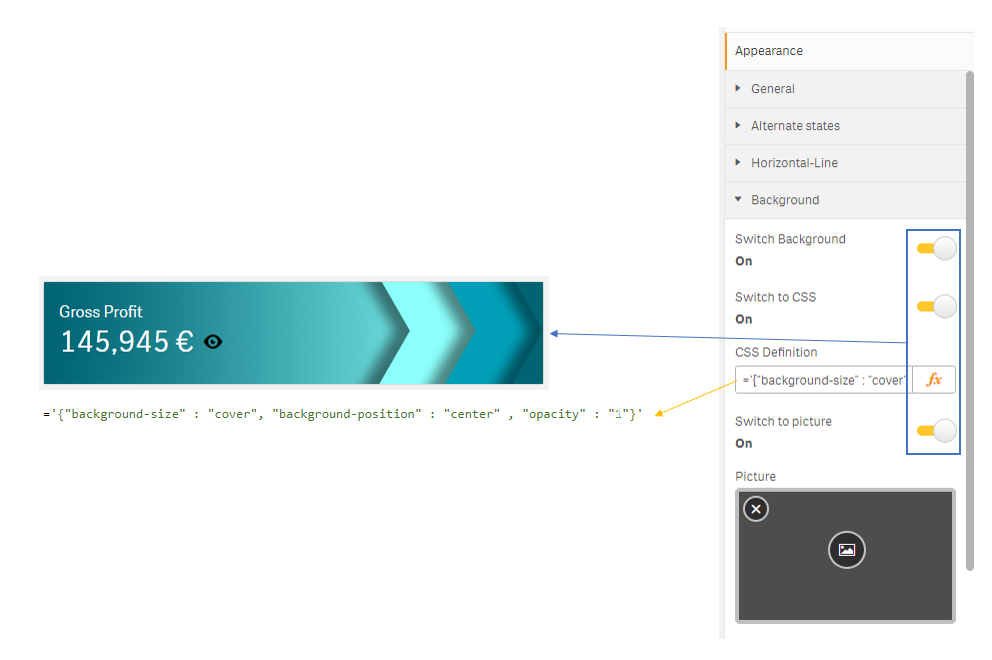 Appearance
General
Alternate states
Horizontal-Line
Background
Switch Background
On
Switch to CSS
On
CSS Definition
='{"background-size" : "cover"
fx
Switch to picture
On
Picture
Gross Profit
145,945 €
='{"background-size" : "cover", "background-position" : "center" , "opacity" : "1"}'